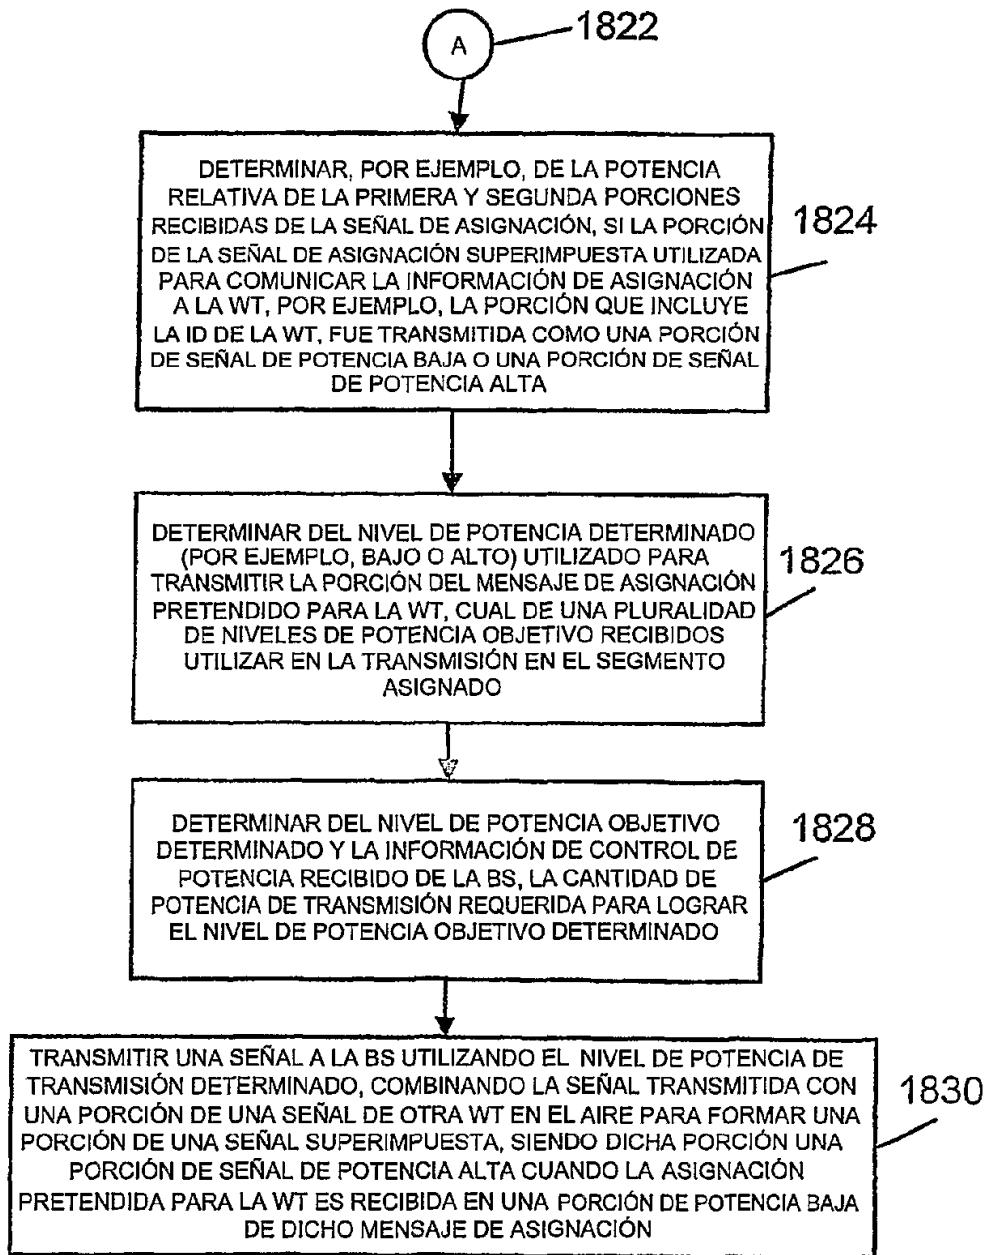 1822
A
DETERMINAR, POR EJEMPLO, DE LA POTENCIA
RELATIVA DE LA PRIMERA Y SEGUNDA PORCIONES
RECIBIDAS DE LA SEÑAL DE ASIGNACIÓN, SI LA PORCIÓN
DE LA SEÑAL DE ASIGNACIÓN SUPERIMPUESTA UTILIZADA
PARA COMUNICAR LA INFORMACIÓN DE ASIGNACIÓN
A LA WT, POR EJEMPLO, LA PORCIÓN QUE INCLUYE
LA ID DE LA WT, FUE TRANSMITIDA COMO UNA PORCIÓN
DE SEÑAL DE POTENCIA BAJA O UNA PORCIÓN DE SEÑAL
DE POTENCIA ALTA
1824
DETERMINAR DEL NIVEL DE POTENCIA DETERMINADO
(POR EJEMPLO, BAJO O ALTO) UTILIZADO PARA
TRANSMITIR LA PORCIÓN DEL MENSAJE DE ASIGNACIÓN
PRETENDIDO PARA LA WT, CUAL DE UNA PLURALIDAD
DE NIVELES DE POTENCIA OBJETIVO RECIBIDOS
UTILIZAR EN LA TRANSMISIÓN EN EL SEGMENTO
ASIGNADO
1826
DETERMINAR DEL NIVEL DE POTENCIA OBJETIVO
DETERMINADO Y LA INFORMACIÓN DE CONTROL DE
POTENCIA RECIBIDO DE LA BS, LA CANTIDAD DE
POTENCIA DE TRANSMISIÓN REQUERIDA PARA LOGRAR
EL NIVEL DE POTENCIA OBJETIVO DETERMINADO
1828
TRANSMITIR UNA SEÑAL A LA BS UTILIZANDO EL NIVEL DE POTENCIA DE
TRANSMISIÓN DETERMINADO, COMBINANDO LA SEÑAL TRANSMITIDA CON
UNA PORCIÓN DE UNA SEÑAL DE OTRA WT EN EL AIRE PARA FORMAR UNA
PORCIÓN DE UNA SEÑAL SUPERIMPUESTA, SIENDO DICHA PORCIÓN UNA
PORCIÓN DE SEÑAL DE POTENCIA ALTA CUANDO LA ASIGNACIÓN
PRETENDIDA PARA LA WT ES RECIBIDA EN UNA PORCIÓN DE POTENCIA BAJA
DE DICHO MENSAJE DE ASIGNACIÓN
1830